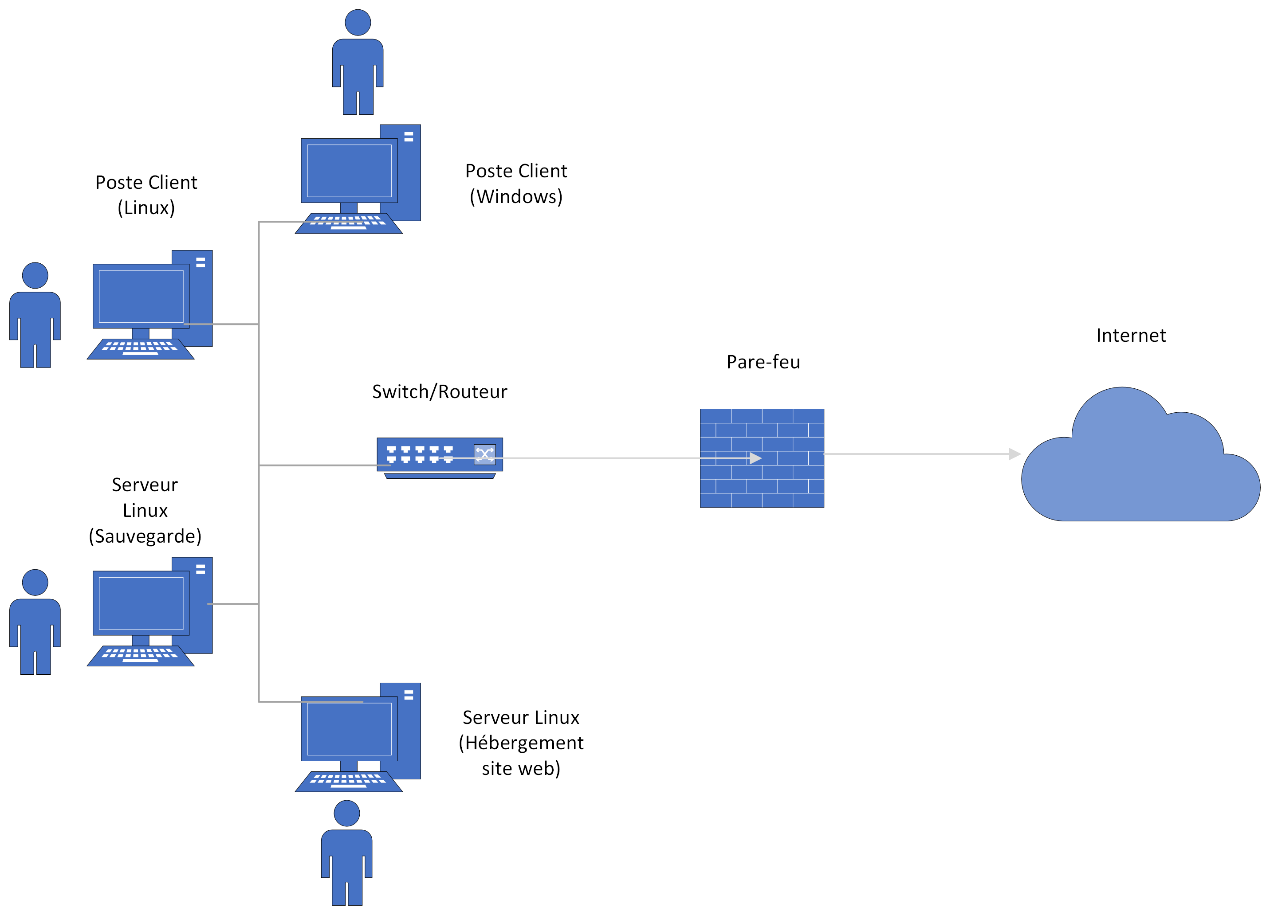 Poste Client
(Windows)
Poste Client
(Linux)
Internet
Pare-feu
Switch/Routeur
Serveur
Linux
(Sauvegarde)
Serveur Linux
(Hébergement
site web)